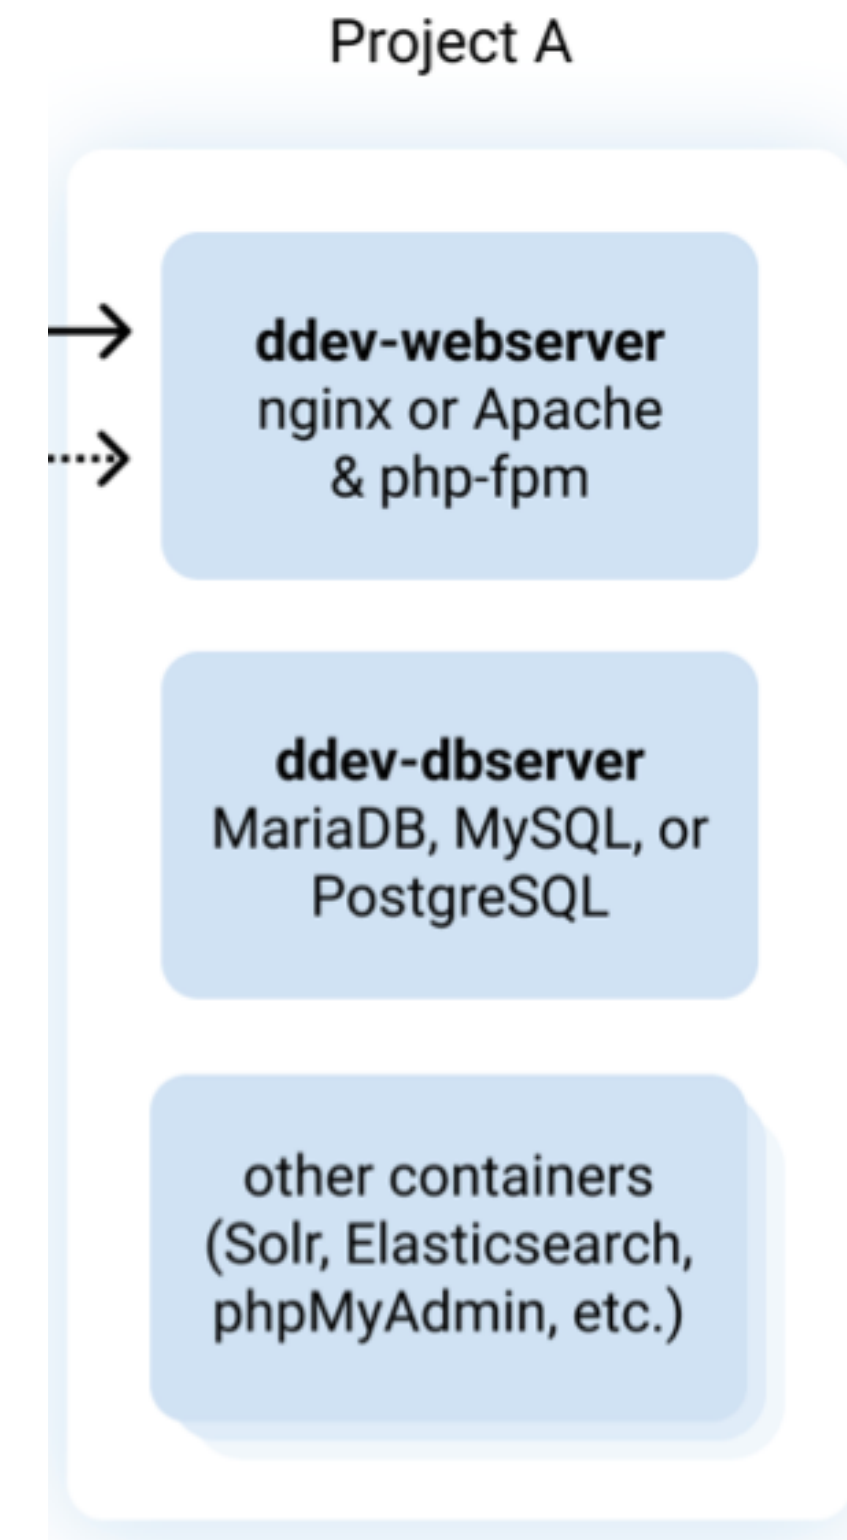 Project A
ddev-webserver
nginx or Apache
& php-fpm
ddev-dbserver
MariaDB, MySQL, or
PostgreSQL
other containers
(Solr, Elasticsearch,
phpMyAdmin, etc.)